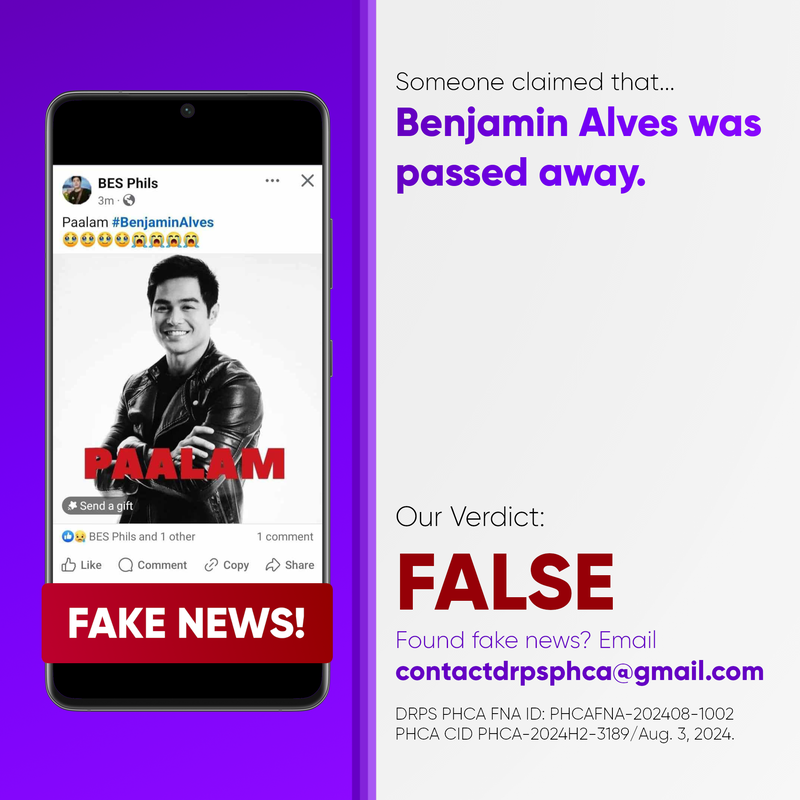 BES Phils
3m ·
Paalam #BenjaminAlves
🥹🥹🥹🥹😭😭😭😭
PAALAM
Send a gift
BES Phils and 1 other 1 comment
Like Comment Copy Share
FAKE NEWS!
Someone claimed that...
Benjamin Alves was
passed away.
Our Verdict:
FALSE
Found fake news? Email
contactdrpsphca@gmail.com
DRPS PHCA FNA ID: PHCAFNA-202408-1002
PHCA CID PHCA-2024H2-3189/Aug. 3, 2024.